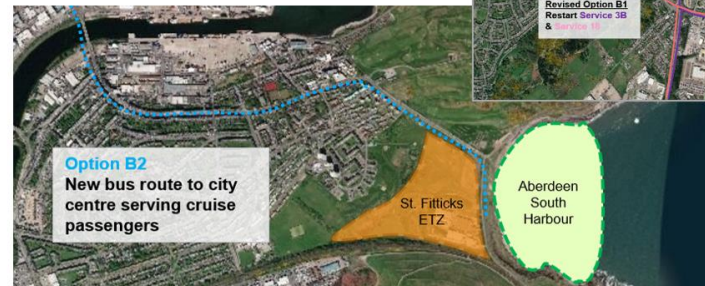 Revised Option B1
Restart Service 3B
& Service 18
Option B2
New bus route to city
centre serving cruise
passengers
St. Fitticks
ETZ
Aberdeen
South
Harbour